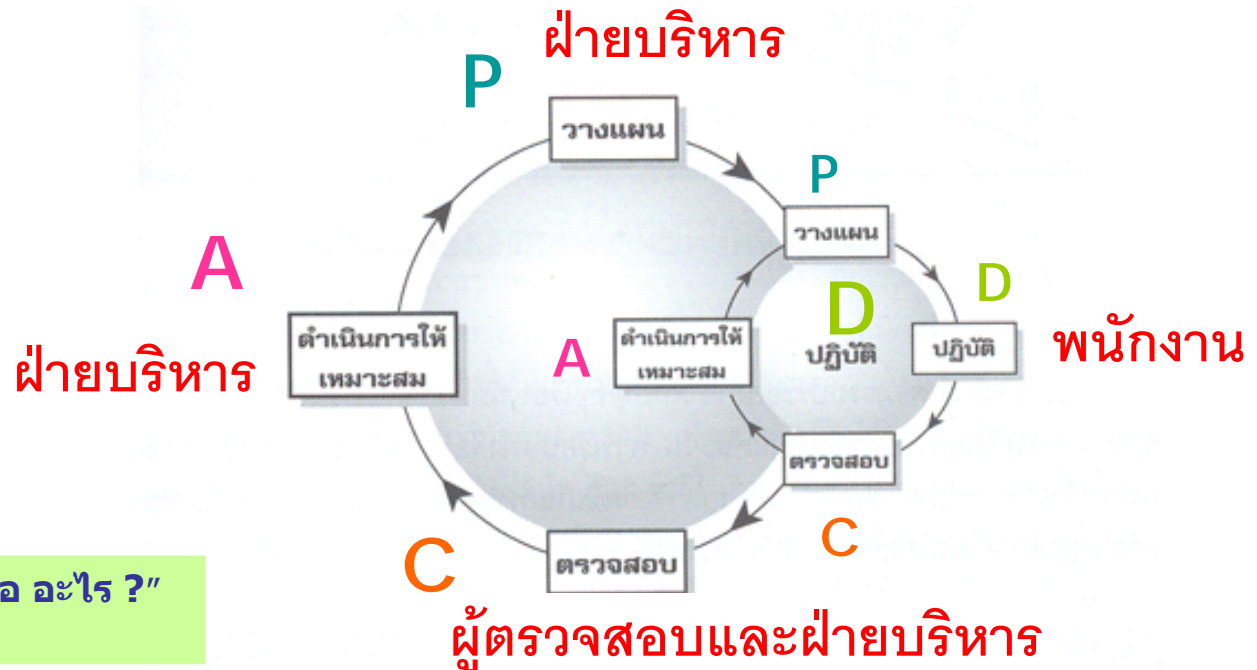 ฝ่ายบริหาร
P
วางแผน
P
วางแผน
A
D
D
ดำเนินการให้
เหมาะสม
ฝ่ายบริหาร
A
ดำเนินการให้
เหมาะสม
ปฏิบัติ
ปฏิบัติ
พนักงาน
ตรวจสอบ
C
C
ตรวจสอบ
อะไร ?”
ผู้ตรวจสอบและฝ่ายบริหาร